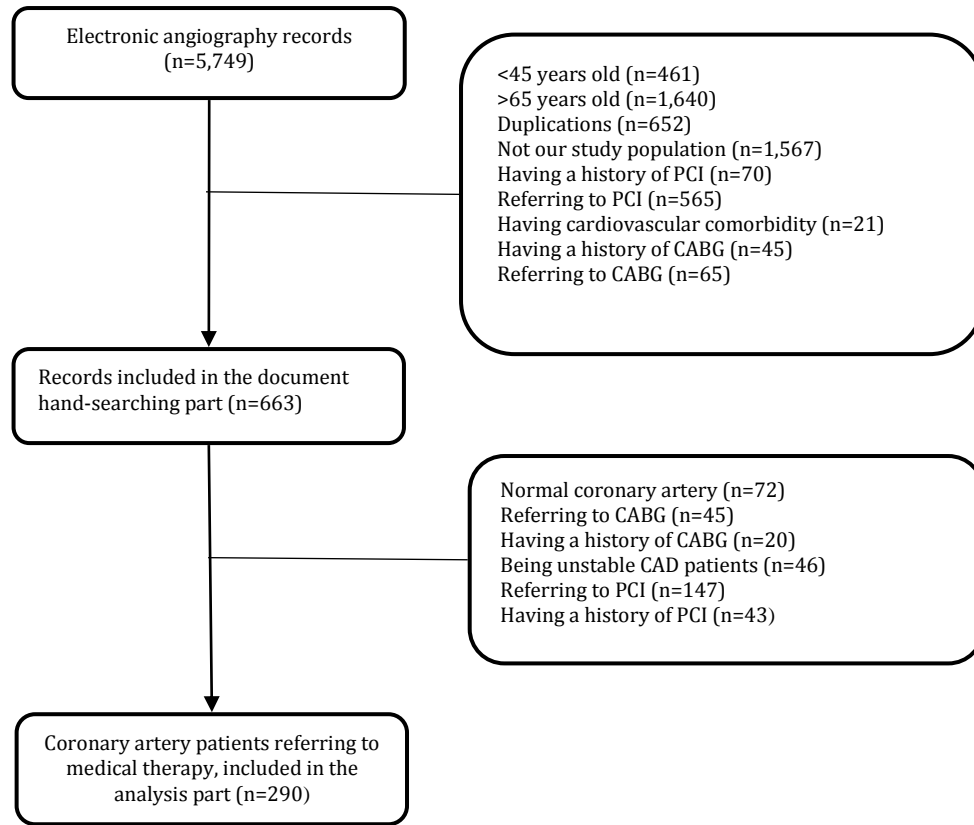 Electronic angiography records
(n=5,749)
<45 years old (n=461)
>65 years old (n=1,640)
Duplications (n=652)
Not our study population (n=1,567)
Having a history of PCI (n=70)
Referring to PCI (n=565)
Having cardiovascular comorbidity (n=21)
Having a history of CABG (n=45)
Referring to CABG (n=65)
Records included in the document
hand-searching part (n=663)
Normal coronary artery (n=72)
Referring to CABG (n=45)
Having a history of CABG (n=20)
Being unstable CAD patients (n=46)
Referring to PCI (n=147)
Having a history of PCI (n=43)
Coronary artery patients referring to
medical therapy, included in the
analysis part (n=290)